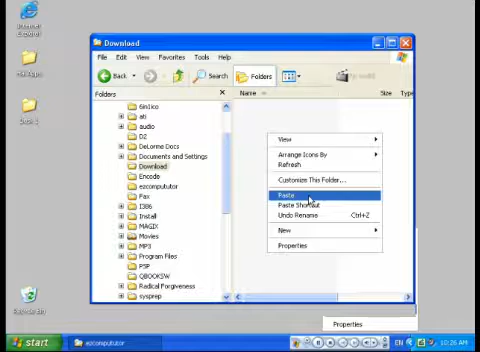 Internet
Explorer
Download
File Edit View Favorites Tools Help
Back Search Folders
Folders Name Size Type
6in1ico
ati
audio
D2
DeLorme Docs
Documents and Settings
Download
Encode
ezcompututor
Fax
I386
Install
MAGIX
Movies
MP3
Program Files
PSP
QBOOKSW
Radical Forgiveness
sysprep
View
Arrange Icons By
Refresh
Customize This Folder...
Paste
Paste Shortcut
Undo Rename Ctrl+Z
New
Properties
Recycle Bin
Properties
start ezcompututor EN 10:26 AM